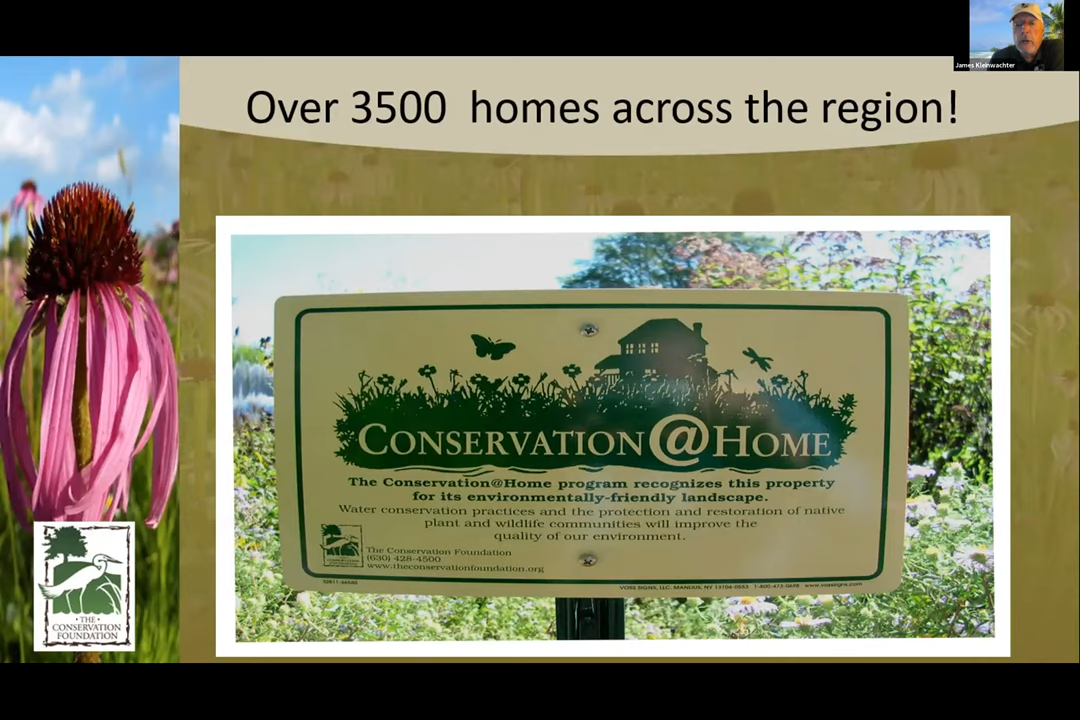 James Kleinwachter
Over 3500 homes across the region!
CONSERVATION@HOME
The Conservation@Home program recognizes this property
for its environmentally-friendly landscape.
Water conservation practices and the protection and restoration of native
plant and wildlife communities will improve the
quality of our environment.
The Conservation Foundation
(630) 428-4500
www.theconservationfoundation.org
VOSS SIGNS, LLC. MANLIUS, NY 13104-0553 1-800-473-0698 www.vosssigns.com
• THE •
CONSERVATION
FOUNDATION